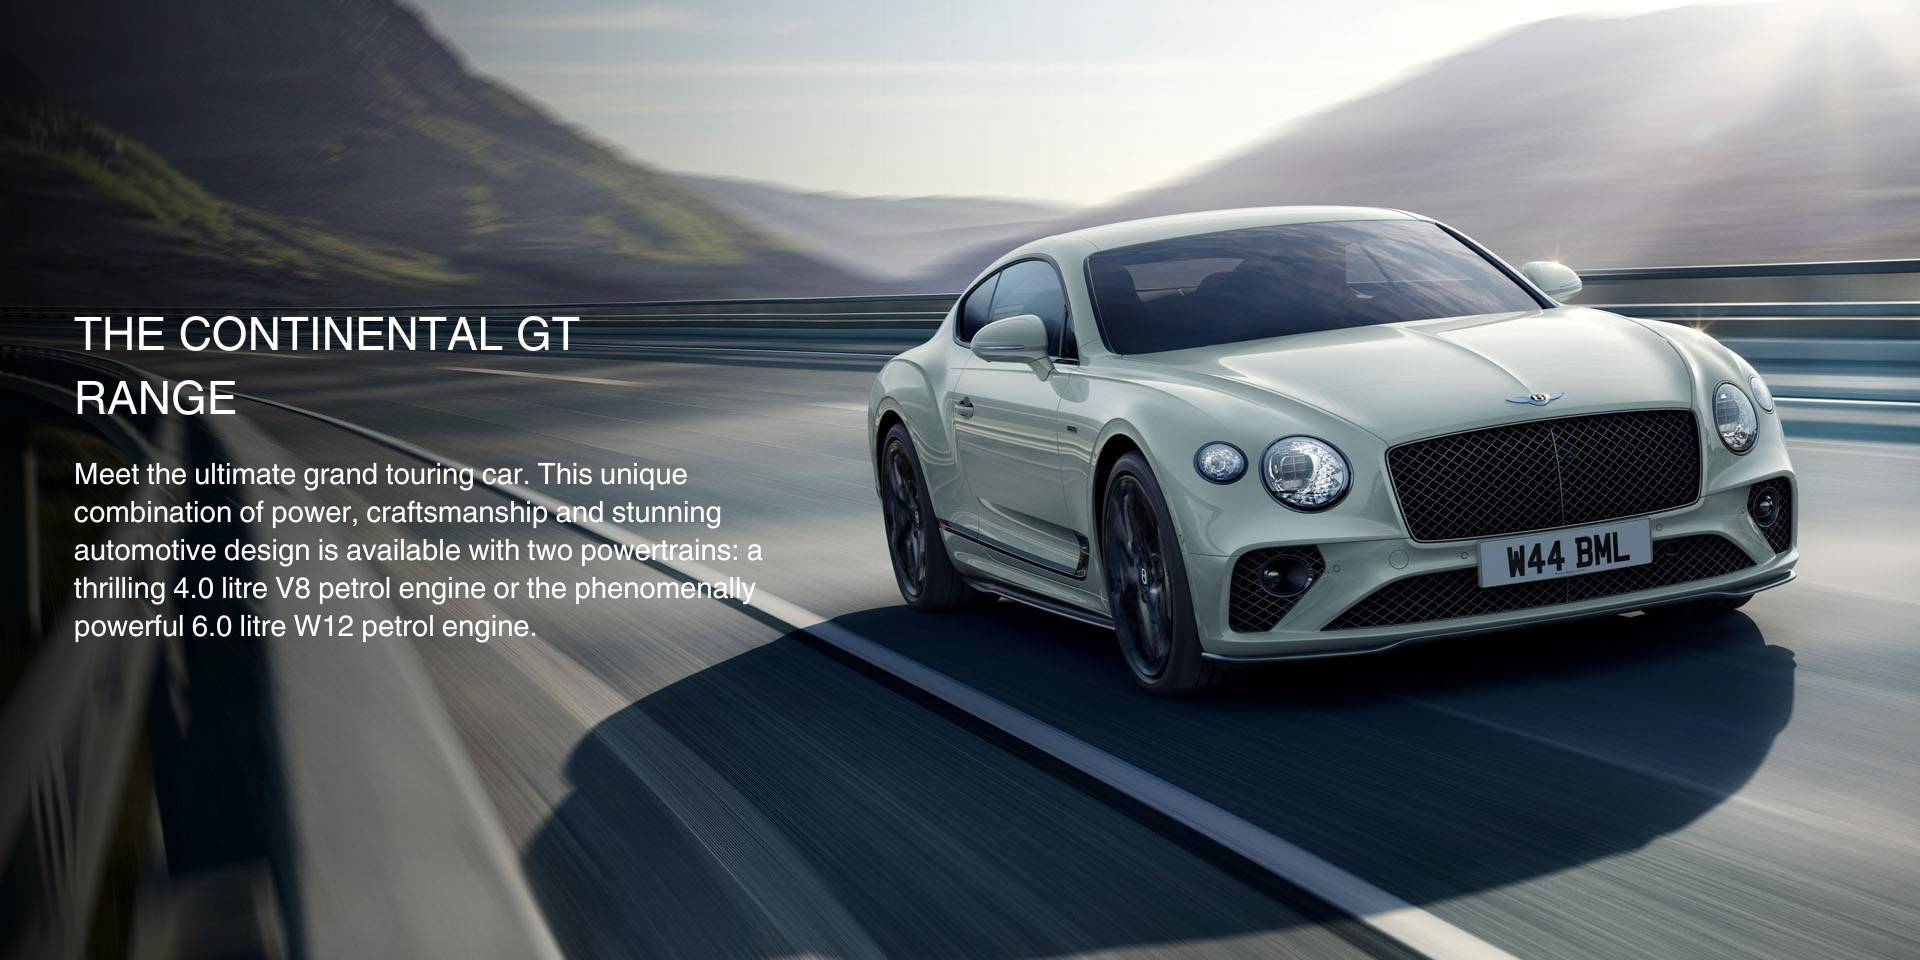 THE CONTINENTAL GT
RANGE
Meet the ultimate grand touring car. This unique
combination of power, craftsmanship and stunning
automotive design is available with two powertrains: a
thrilling 4.0 litre V8 petrol engine or the phenomenally
powerful 6.0 litre W12 petrol engine.
W44 BML